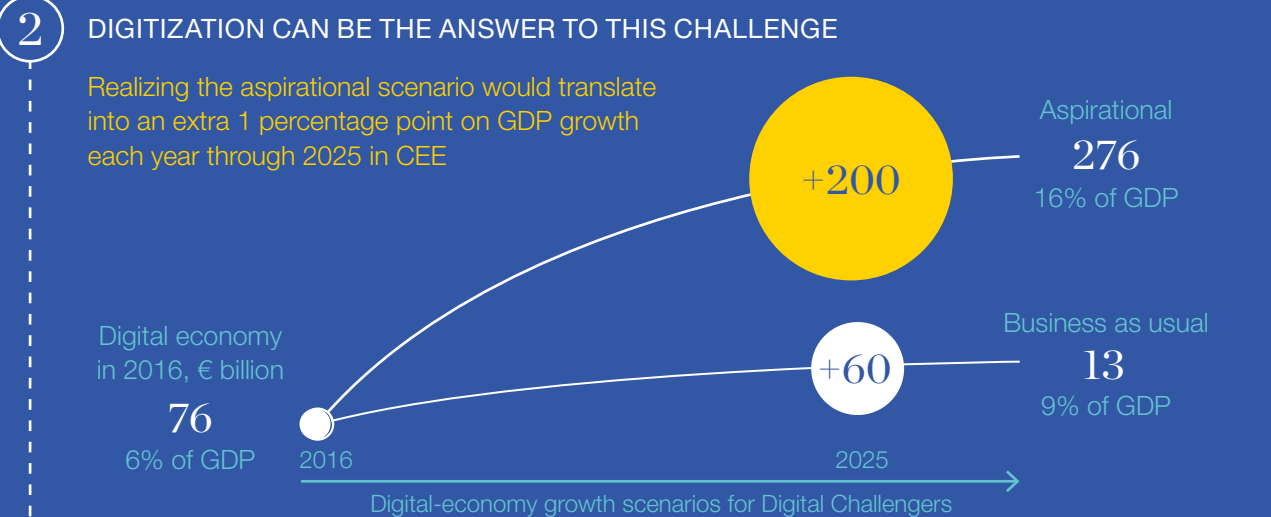 2
DIGITIZATION CAN BE THE ANSWER TO THIS CHALLENGE
Realizing the aspirational scenario would translate
into an extra 1 percentage point on GDP growth
each year through 2025 in CEE
+200
Aspirational
276
16% of GDP
Digital economy
in 2016, € billion
76
6% of GDP
+60
Business as usual
13
9% of GDP
2016
2025
Digital-economy growth scenarios for Digital Challengers